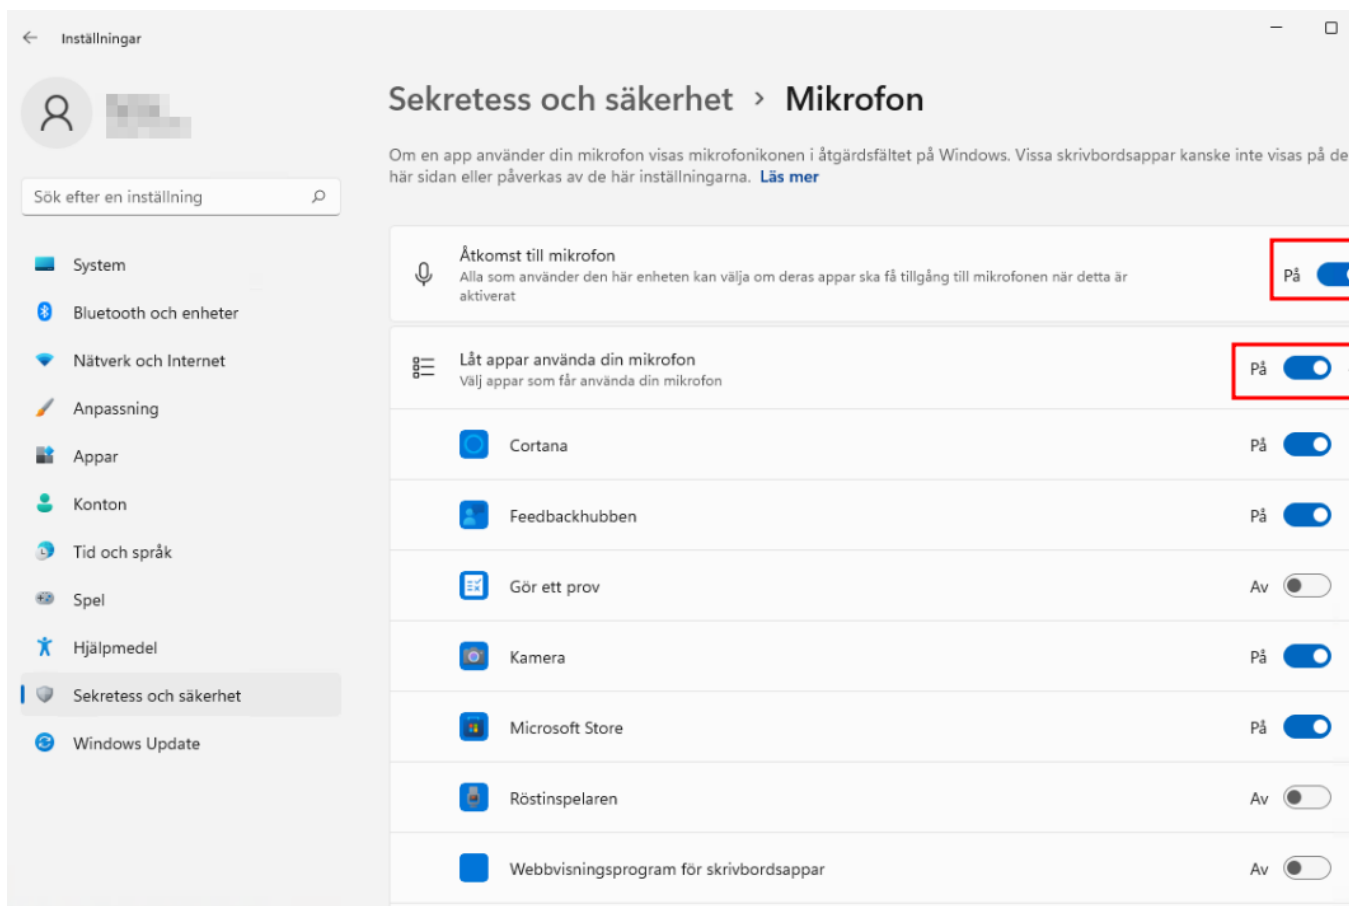 Inställningar
Sekretess och säkerhet > Mikrofon
Om en app använder din mikrofon visas mikrofonikonen i åtgärdsfältet på Windows. Vissa skrivbordsappar kanske inte visas på de
här sidan eller påverkas av de här inställningarna. Läs mer
Sök efter en inställning
System
Bluetooth och enheter
Nätverk och Internet
Anpassning
Appar
Konton
Tid och språk
Spel
Hjälpmedel
Sekretess och säkerhet
Windows Update
Åtkomst till mikrofon
Alla som använder den här enheten kan välja om deras appar ska få tillgång till mikrofonen när detta är
aktiverat
På
Låt appar använda din mikrofon
Välj appar som får använda din mikrofon
På
Cortana
På
Feedbackhubben
På
Gör ett prov
Av
Kamera
På
Microsoft Store
På
Röstinspelaren
Av
Webbvisningsprogram för skrivbordsappar
Av